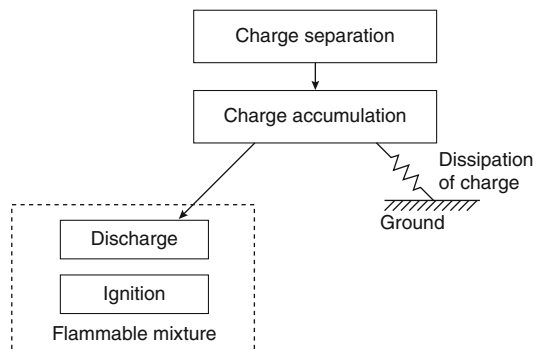 Charge separation
Charge accumulation
Dissipation
of charge
Ground
Discharge
Ignition
Flammable mixture